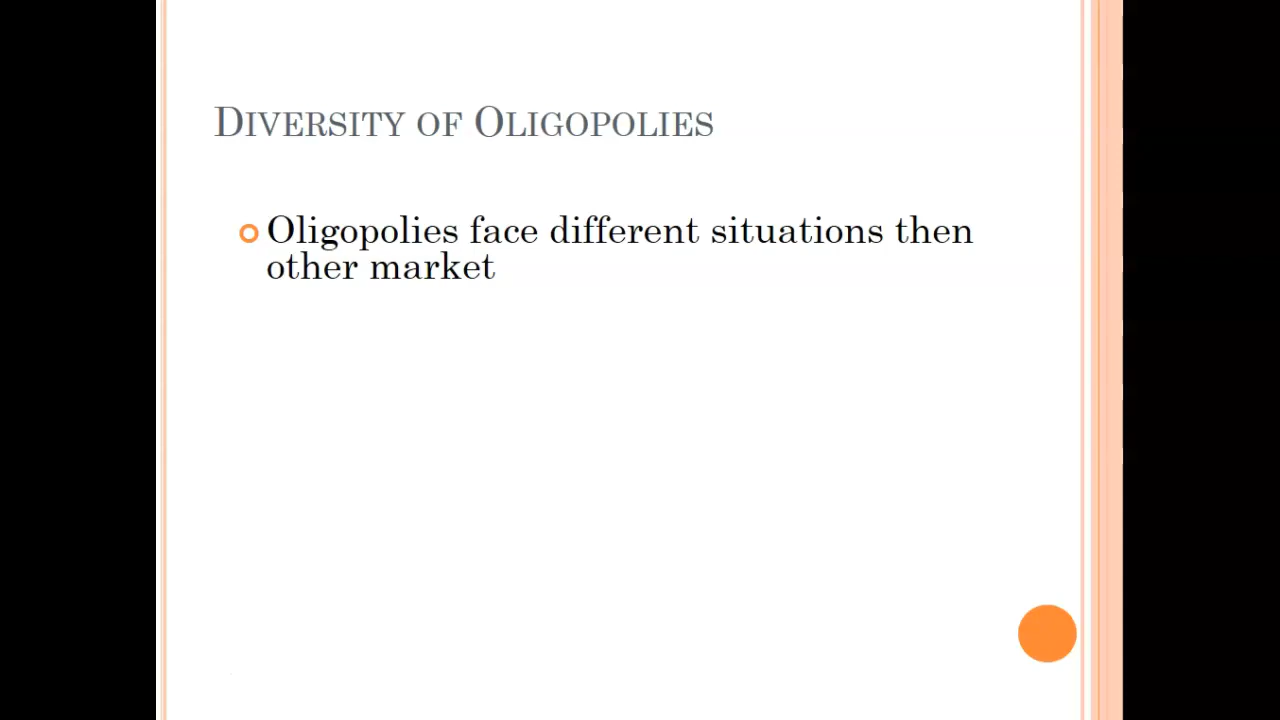 Diversity of Oligopolies
Oligopolies face different situations then
other market